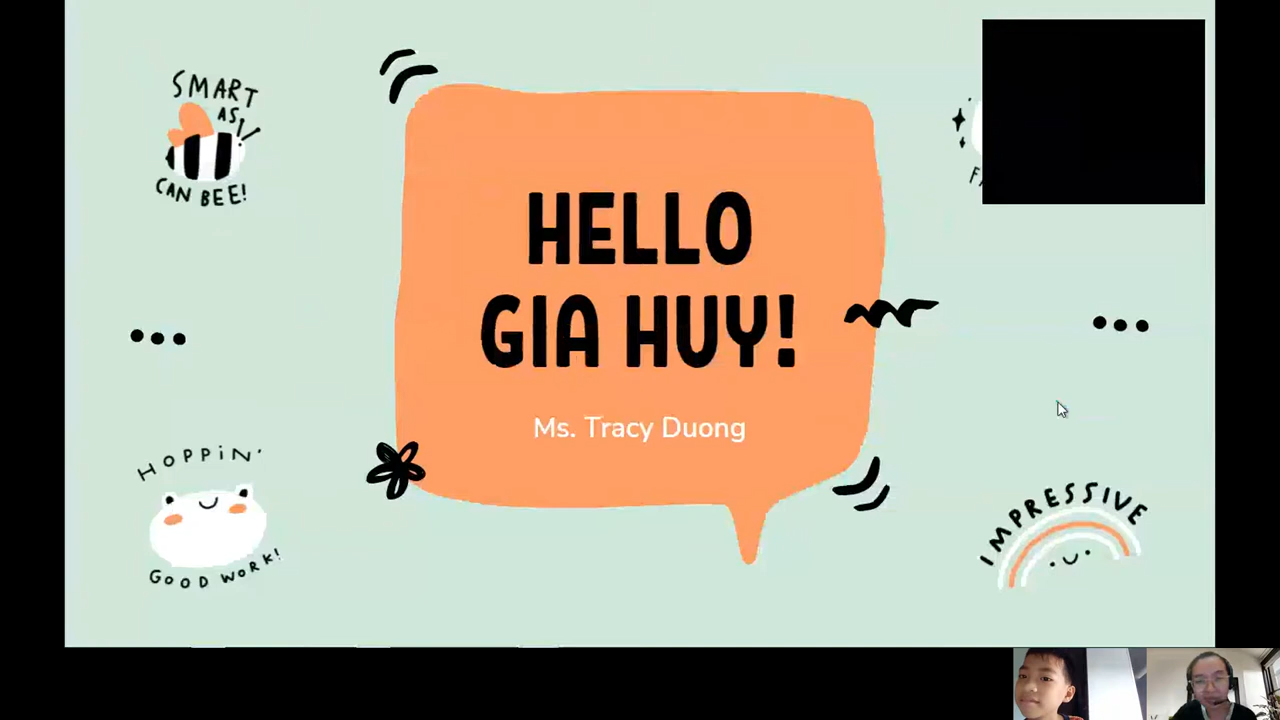 SMART
AS
CAN BEE!
HELLO
GIA HUY!
Ms. Tracy Duong
HOPPiN'
GOOD WORK!
IMPRESSIVE